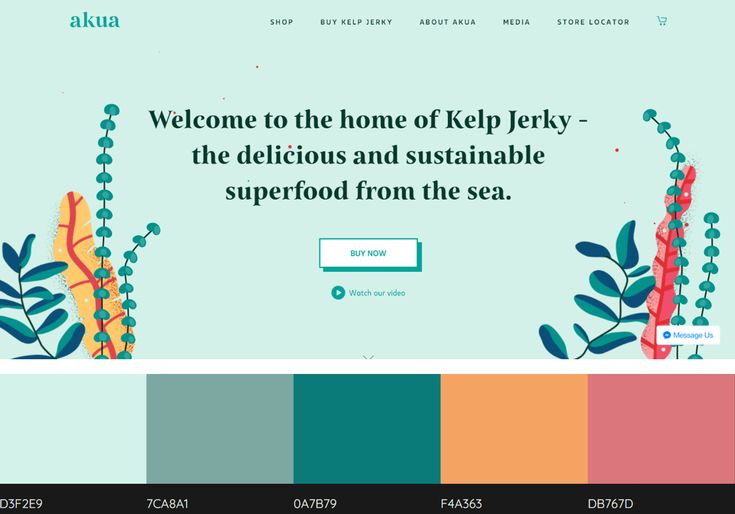 akua
SHOP BUY KELP JERKY ABOUT AKUA MEDIA STORE LOCATOR
Welcome to the home of Kelp Jerky -
the delicious and sustainable
superfood from the sea.
BUY NOW
Watch our video
Message Us
D3F2E9 7CA8A1 0A7B79 F4A363 DB767D